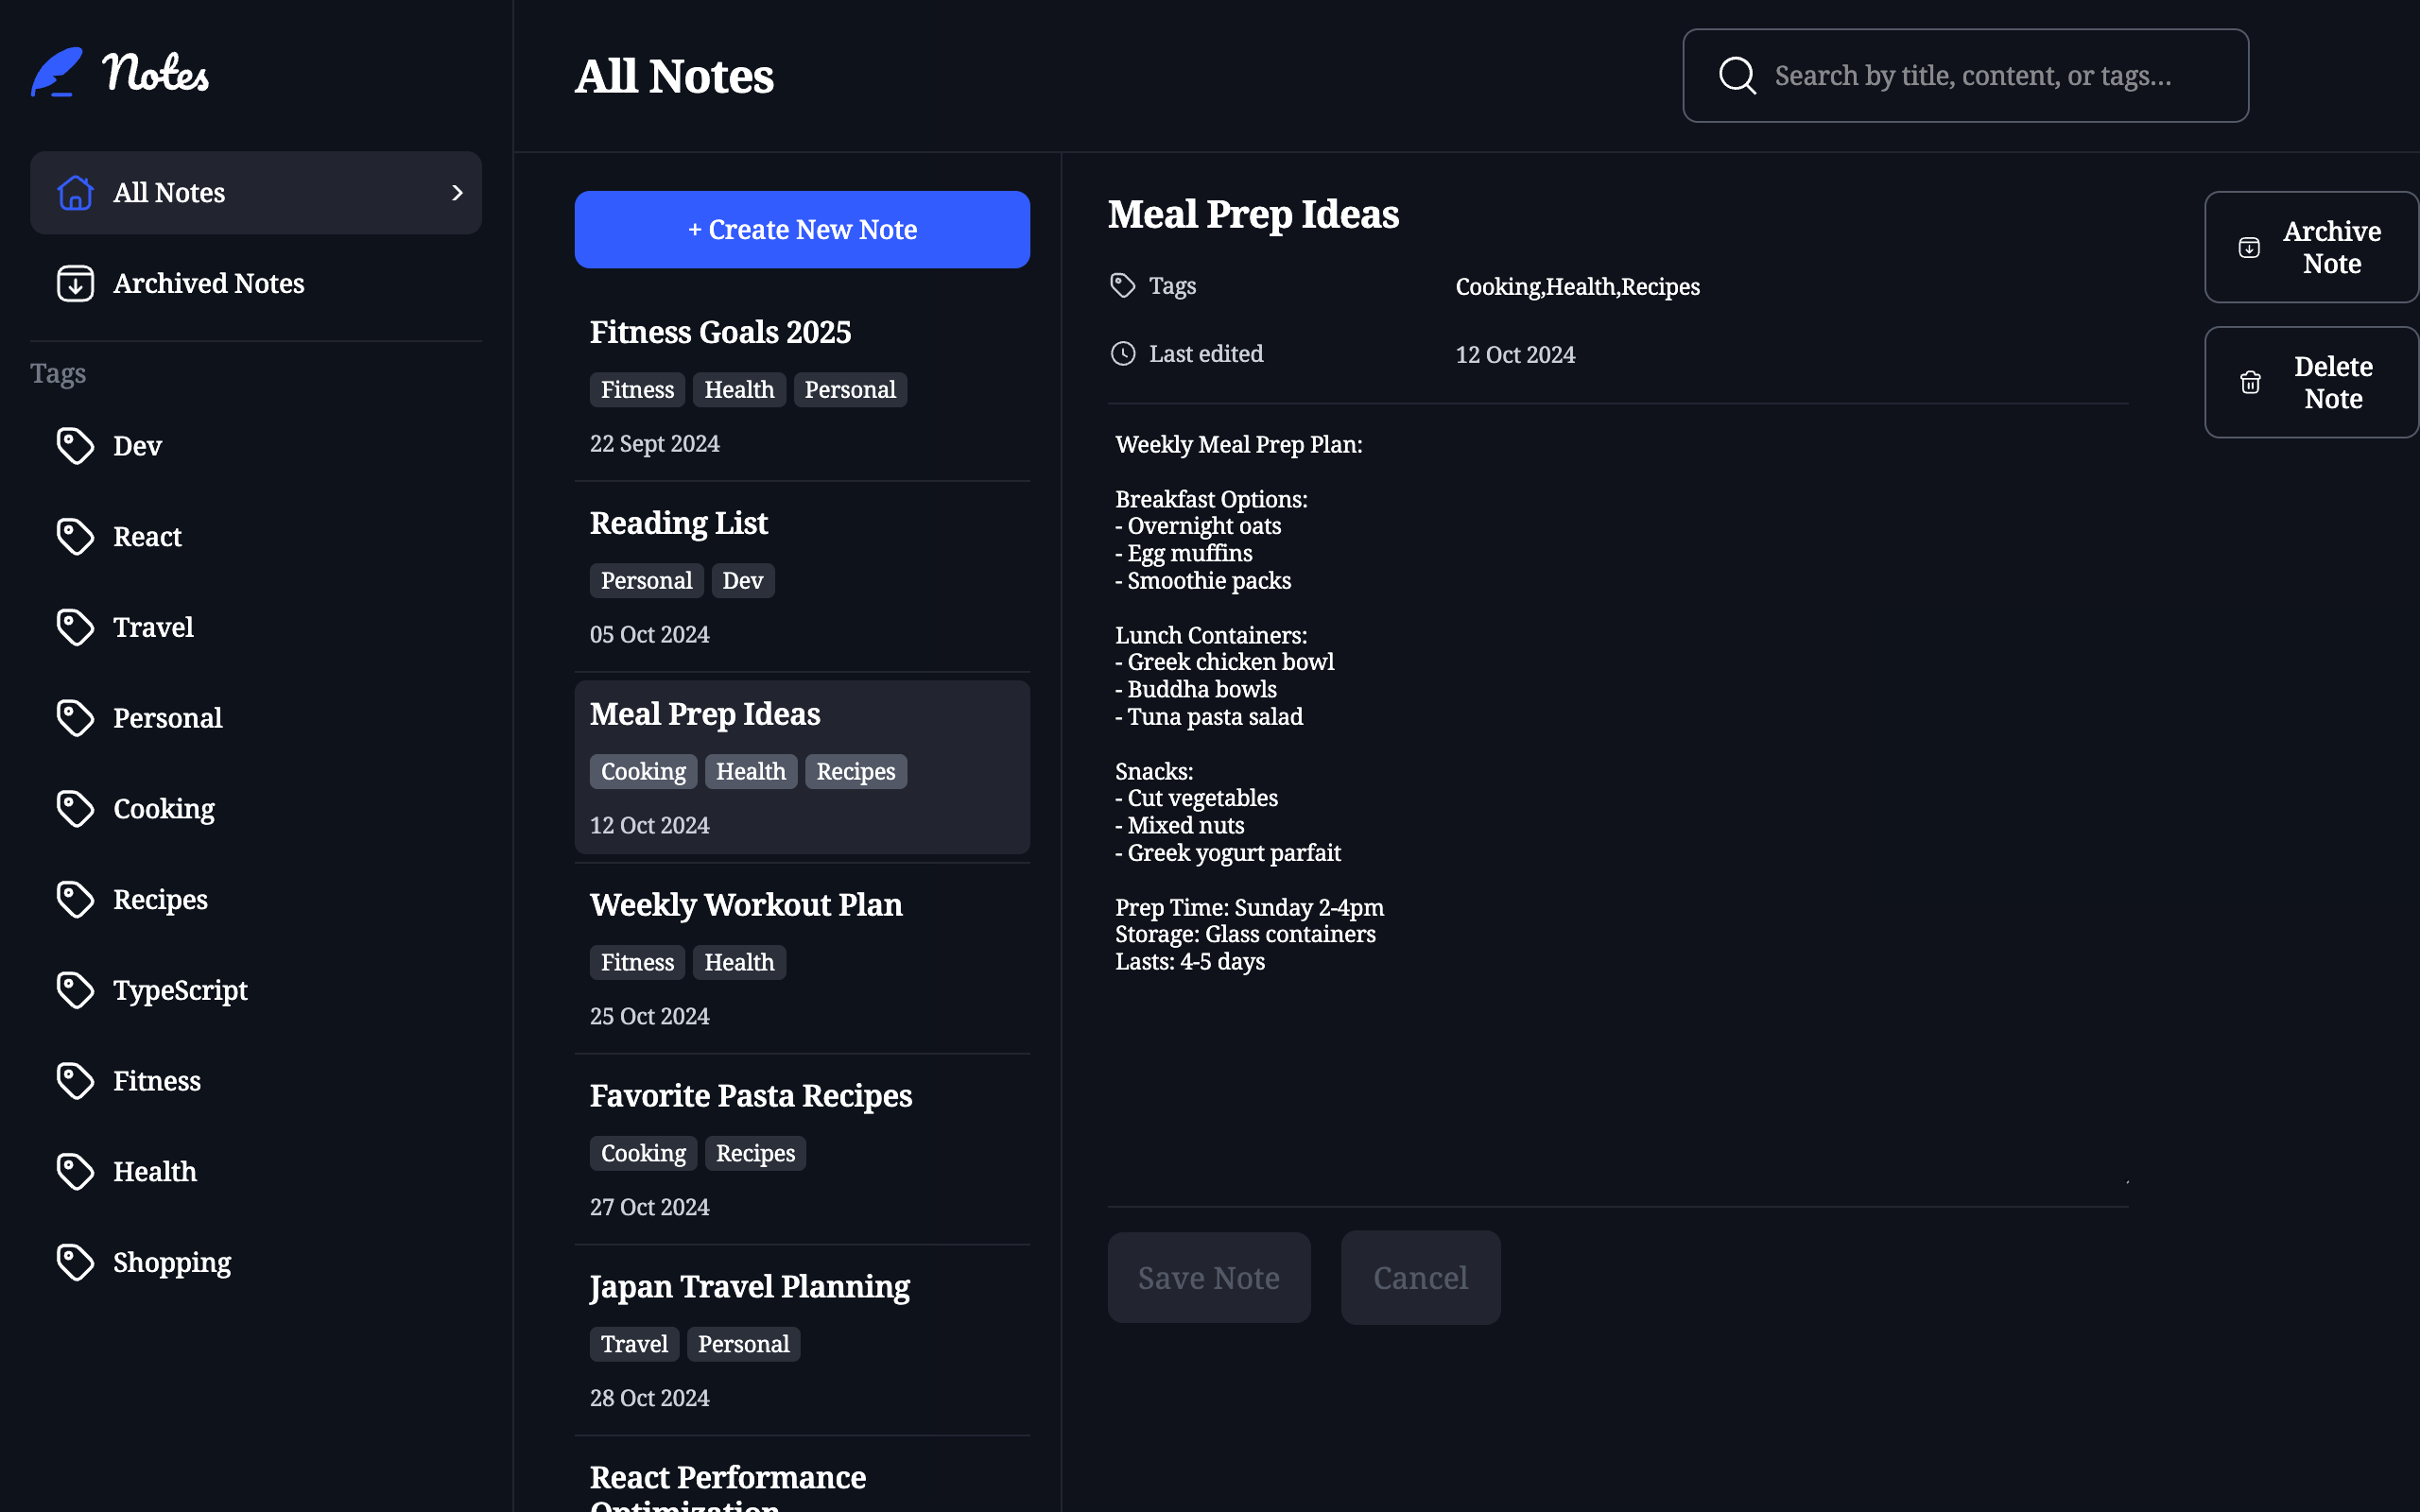 Notes
All Notes
Archived Notes
Tags
Dev
React
Travel
Personal
Cooking
Recipes
TypeScript
Fitness
Health
Shopping
All Notes
Search by title, content, or tags...
+ Create New Note
Fitness Goals 2025
Fitness Health Personal
22 Sept 2024
Reading List
Personal Dev
05 Oct 2024
Meal Prep Ideas
Cooking Health Recipes
12 Oct 2024
Weekly Workout Plan
Fitness Health
25 Oct 2024
Favorite Pasta Recipes
Cooking Recipes
27 Oct 2024
Japan Travel Planning
Travel Personal
28 Oct 2024
React Performance
Optimization
Meal Prep Ideas
Tags Cooking,Health,Recipes
Last edited 12 Oct 2024
Weekly Meal Prep Plan:
Breakfast Options:
- Overnight oats
- Egg muffins
- Smoothie packs
Lunch Containers:
- Greek chicken bowl
- Buddha bowls
- Tuna pasta salad
Snacks:
- Cut vegetables
- Mixed nuts
- Greek yogurt parfait
Prep Time: Sunday 2-4pm
Storage: Glass containers
Lasts: 4-5 days
Save Note
Cancel
Archive
Note
Delete
Note